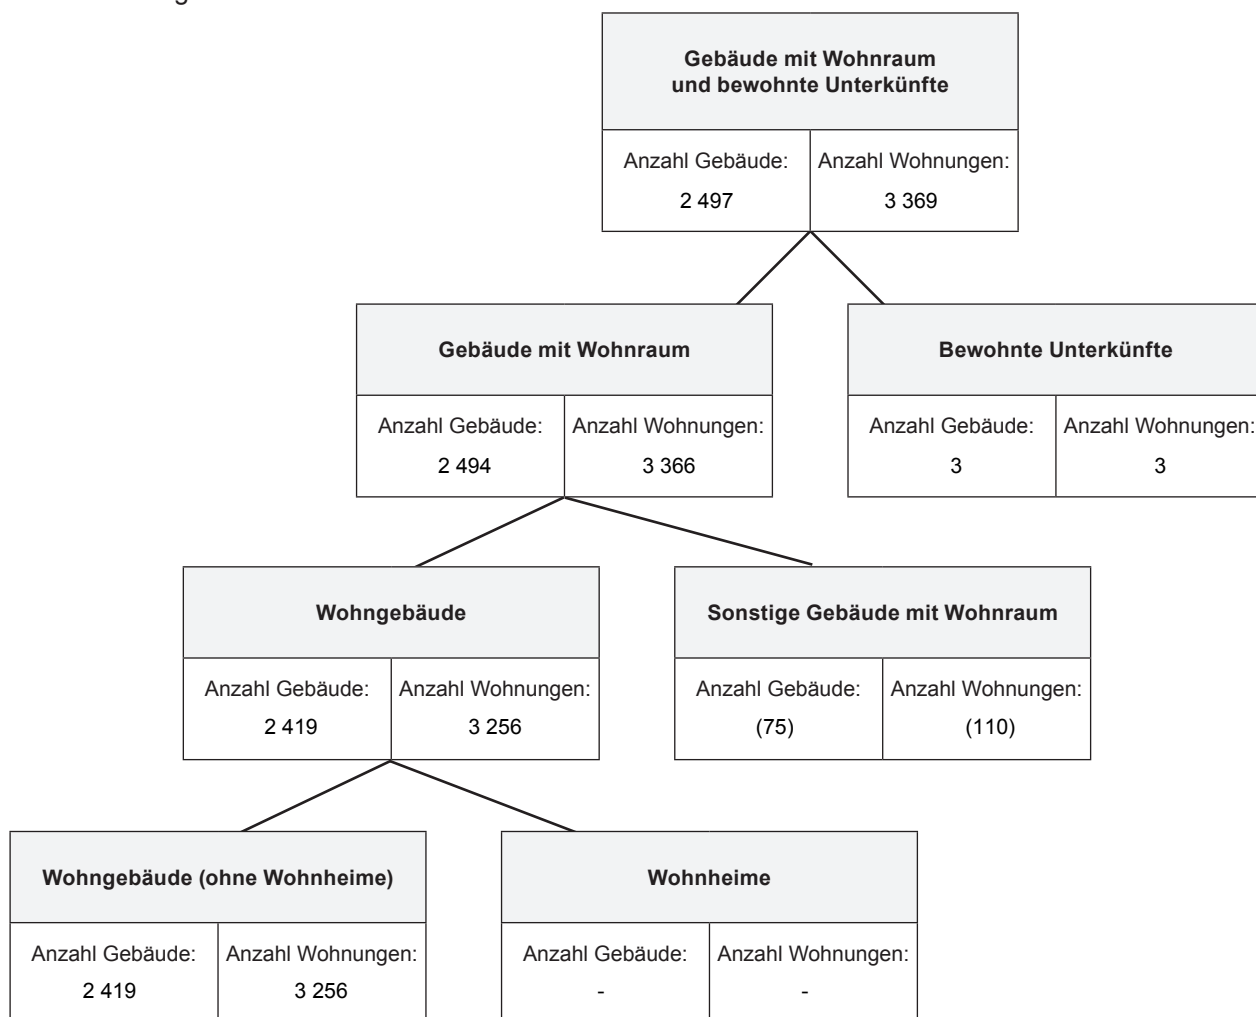 Gebäude mit Wohnraum
und bewohnte Unterkünfte
Anzahl Gebäude: Anzahl Wohnungen:
2 497 3 369
Gebäude mit Wohnraum Bewohnte Unterkünfte
Anzahl Gebäude: Anzahl Wohnungen: Anzahl Gebäude: Anzahl Wohnungen:
2 494 3 366 3 3
Wohngebäude Sonstige Gebäude mit Wohnraum
Anzahl Gebäude: Anzahl Wohnungen: Anzahl Gebäude: Anzahl Wohnungen:
2 419 3 256 (75) (110)
Wohngebäude (ohne Wohnheime) Wohnheime
Anzahl Gebäude: Anzahl Wohnungen: Anzahl Gebäude: Anzahl Wohnungen:
2 419 3 256 - -